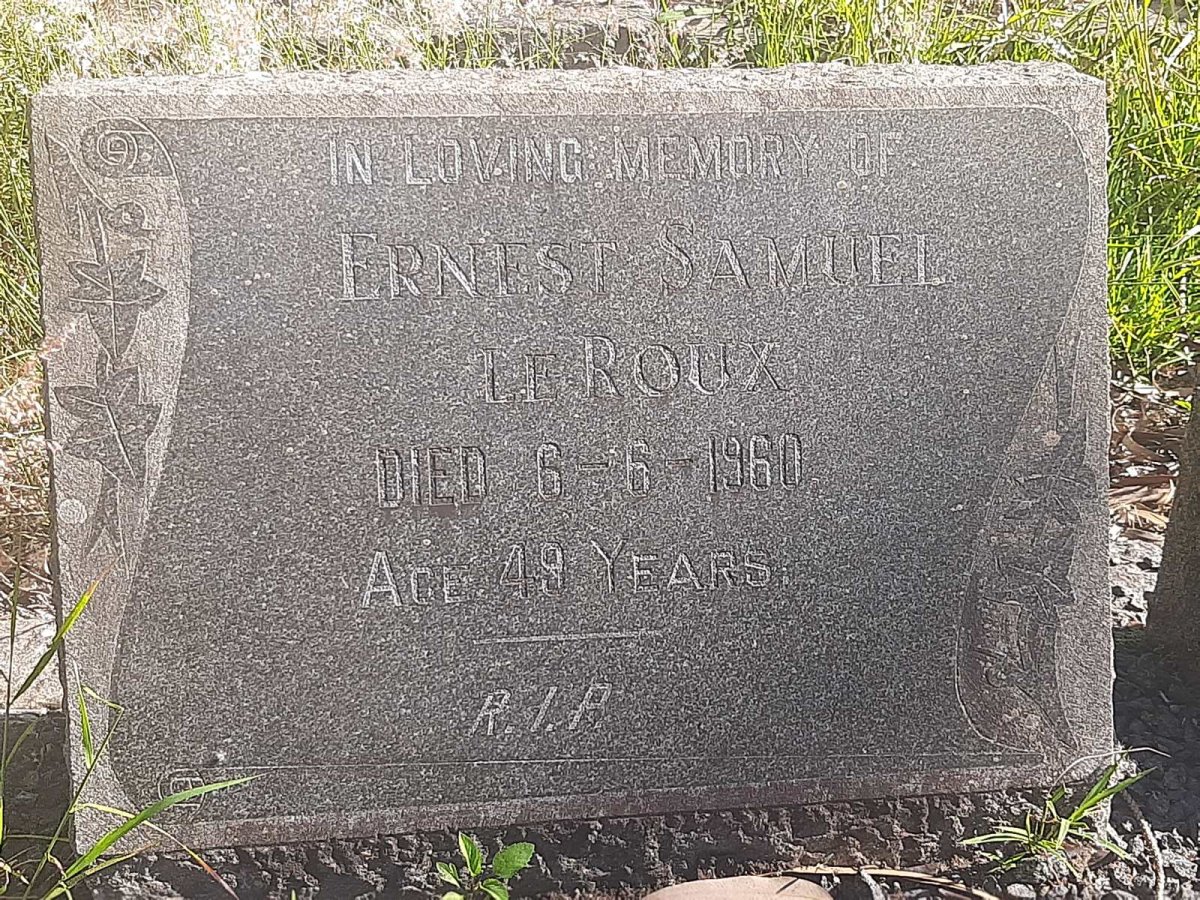 IN LOVING MEMORY OF
ERNEST SAMUEL
LE ROUX
DIED 6-6-1960
AGE 49 YEARS.
R.I.P